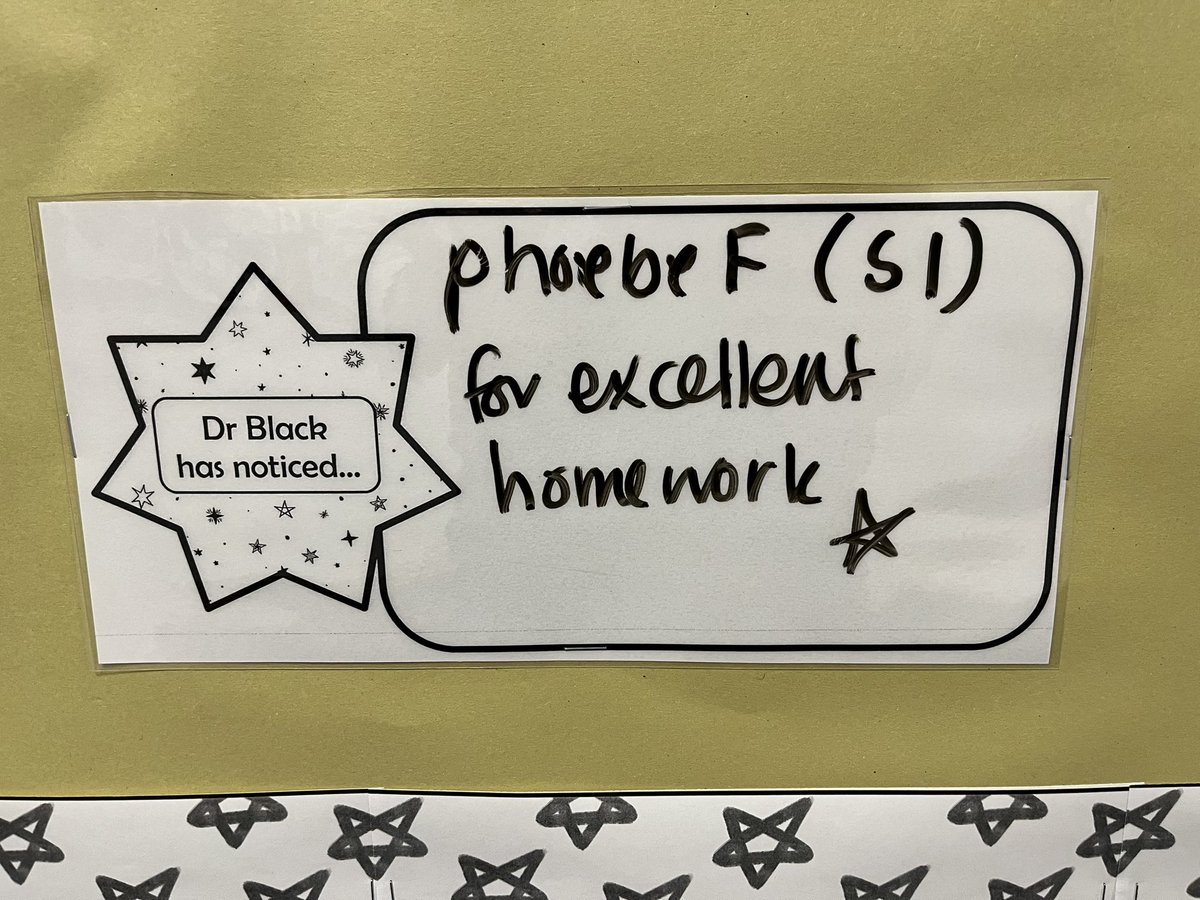 Dr Black
has noticed...
phoebe F (S1)
for excellent
homework